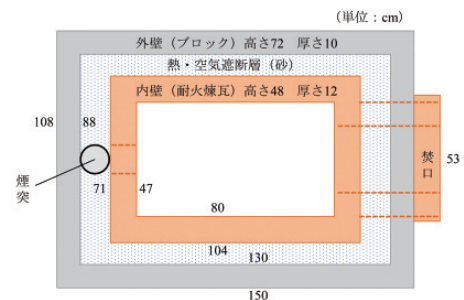 （単位：cm）
外壁（ブロック）高さ72　厚さ10
熱・空気遮断層（砂）
内壁（耐火煉瓦）高さ48　厚さ12
108
88
焚口
53
煙突
71
47
80
104
130
150